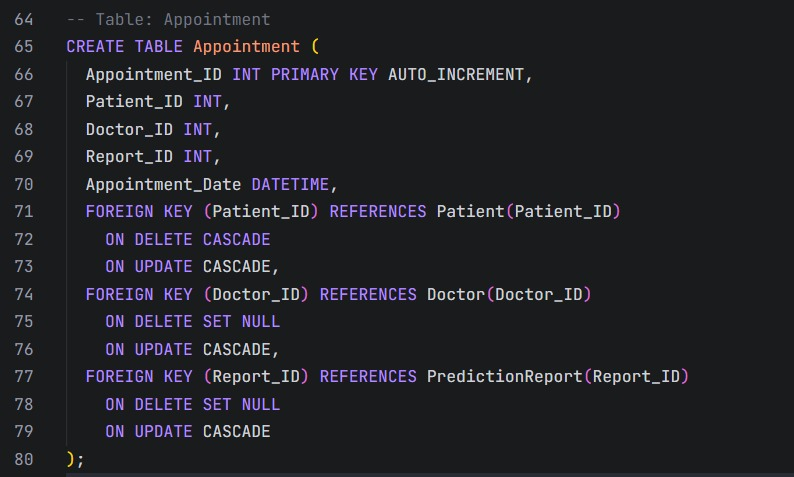 64 -- Table: Appointment
65 CREATE TABLE Appointment (
66   Appointment_ID INT PRIMARY KEY AUTO_INCREMENT,
67   Patient_ID INT,
68   Doctor_ID INT,
69   Report_ID INT,
70   Appointment_Date DATETIME,
71   FOREIGN KEY (Patient_ID) REFERENCES Patient(Patient_ID)
72     ON DELETE CASCADE
73     ON UPDATE CASCADE,
74   FOREIGN KEY (Doctor_ID) REFERENCES Doctor(Doctor_ID)
75     ON DELETE SET NULL
76     ON UPDATE CASCADE,
77   FOREIGN KEY (Report_ID) REFERENCES PredictionReport(Report_ID)
78     ON DELETE SET NULL
79     ON UPDATE CASCADE
80 );